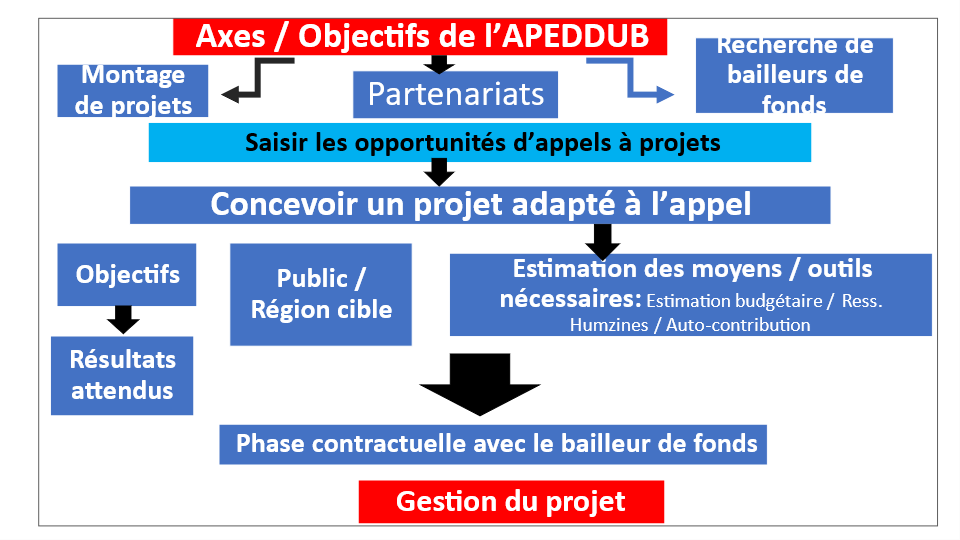 Axes / Objectifs de l’APEDDUB
Montage
de projets
Partenariats
Recherche de
bailleurs de
fonds
Saisir les opportunités d’appels à projets
Concevoir un projet adapté à l’appel
Objectifs
Public /
Région cible
Estimation des moyens / outils
nécessaires: Estimation budgétaire / Ress.
Humzines / Auto-contribution
Résultats
attendus
Phase contractuelle avec le bailleur de fonds
Gestion du projet